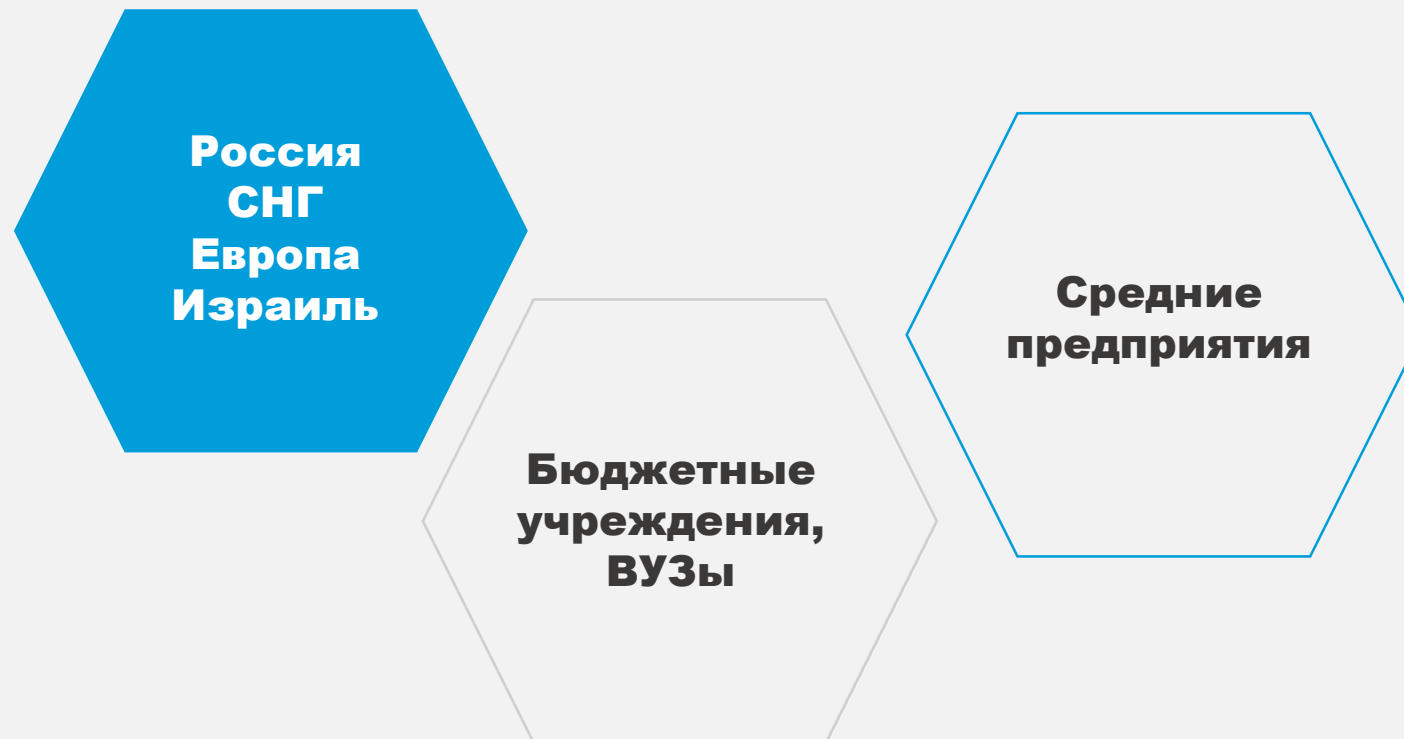 Россия
СНГ
Европа
Израиль
Бюджетные
учреждения,
ВУЗы
Средние
предприятия